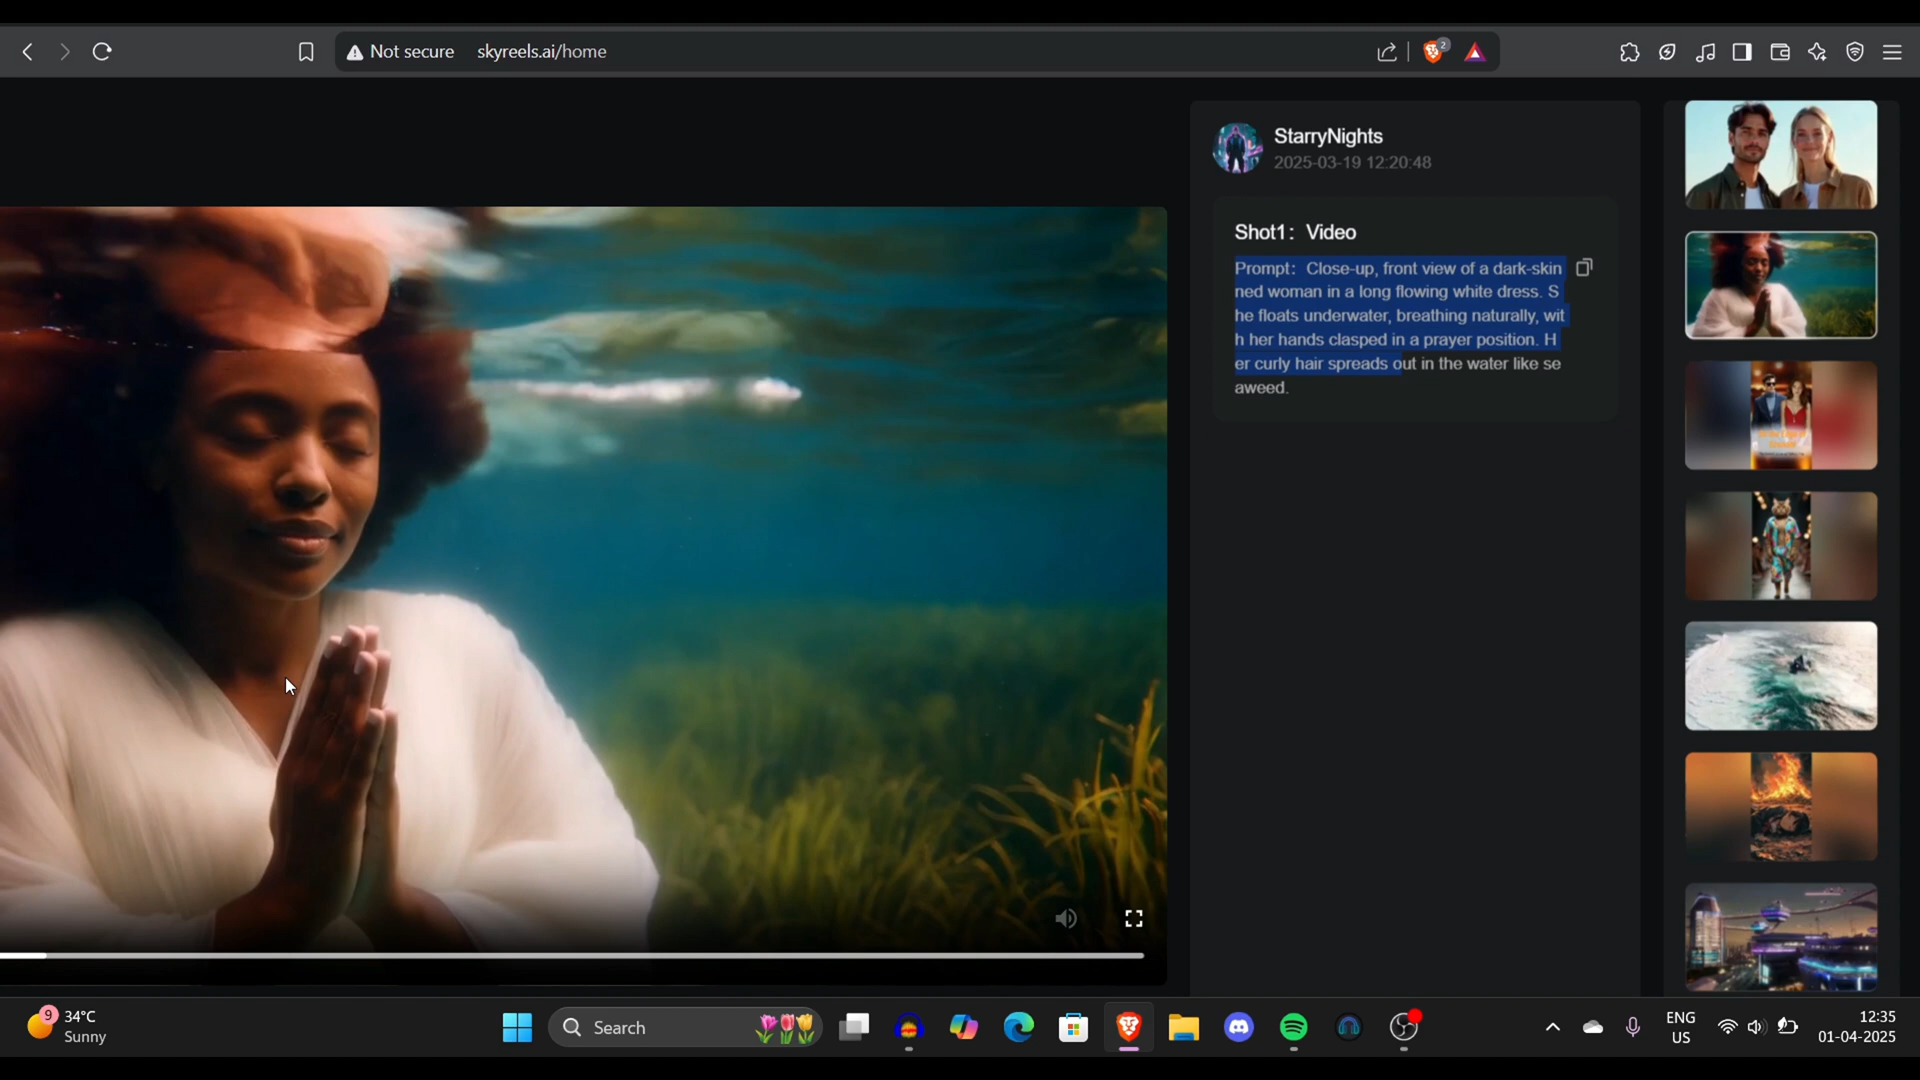 Not secure
skyreels.ai/home
2
StarryNights
2025-03-19 12:20:48
Shot1: Video
Prompt: Close-up, front view of a dark-skin
ned woman in a long flowing white dress. S
he floats underwater, breathing naturally, wit
h her hands clasped in a prayer position. H
er curly hair spreads out in the water like se
aweed.
9
34°C
Sunny
Search
ENG
US
12:35
01-04-2025